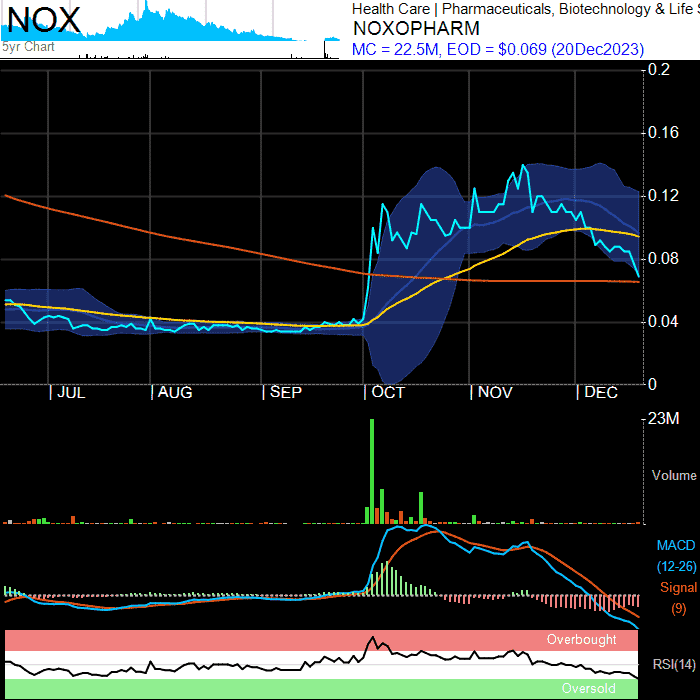 NOX
5yr Chart
Health Care | Pharmaceuticals, Biotechnology & Life S
NOXOPHARM
MC = 22.5M, EOD = $0.069 (20Dec2023)
0.2
0.16
0.12
0.08
0.04
0
| JUL | AUG | SEP | OCT | NOV | DEC
23M
Volume
MACD
(12-26)
Signal
(9)
Overbought
RSI(14)
Oversold